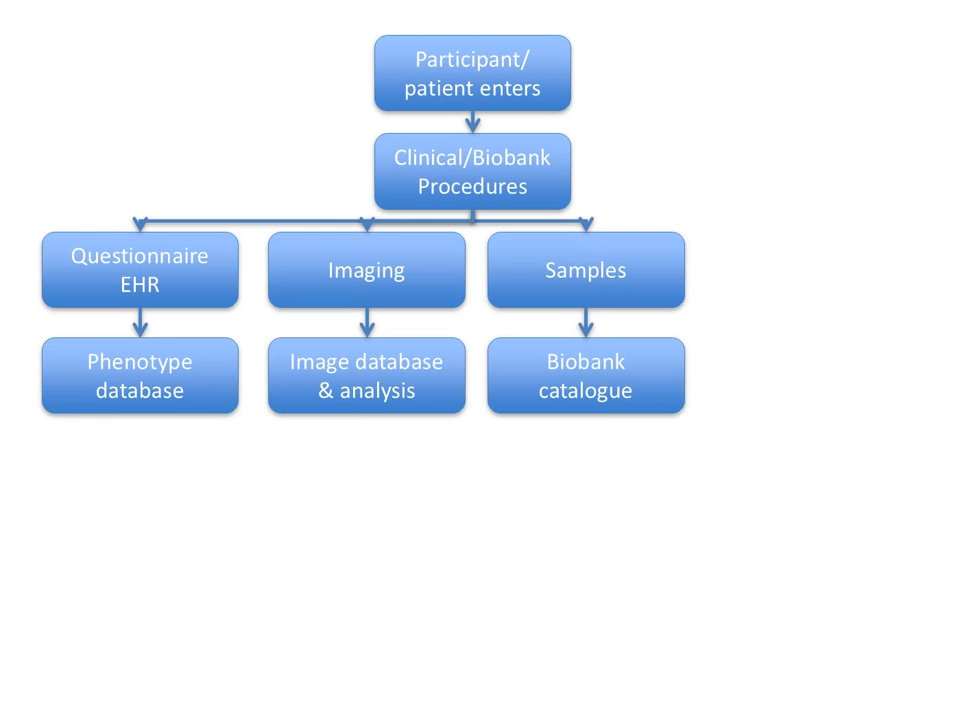 Participant/
patient enters
Clinical/Biobank
Procedures
Questionnaire
EHR
Imaging
Samples
Phenotype
database
Image database
& analysis
Biobank
catalogue